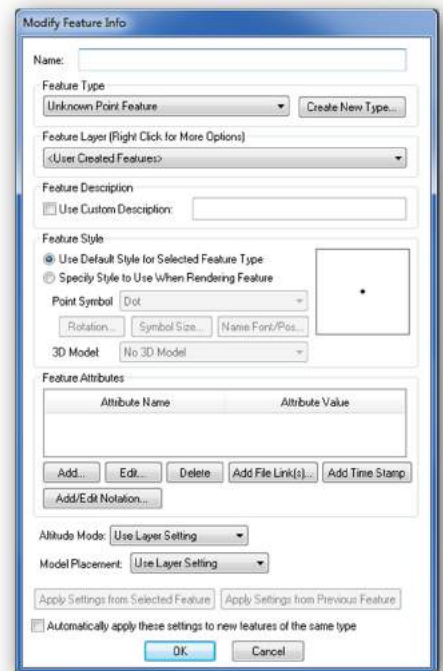 Modify Feature Info
Name:
Feature Type
Unknown Point Feature
Create New Type...
Feature Layer (Right Click for More Options)
<User Created Features>
Feature Description
Use Custom Description:
Feature Style
Use Default Style for Selected Feature Type
Specify Style to Use When Rendering Feature
Point Symbol Dot
Rotation... Symbol Size... Name Font/Pos...
3D Model: No 3D Model
Feature Attributes
Attribute Name Attribute Value
Add... Edit... Delete Add File Link(s)... Add Time Stamp
Add/Edit Notation...
Altitude Mode: Use Layer Setting
Model Placement: Use Layer Setting
Apply Settings from Selected Feature Apply Settings from Previous Feature
Automatically apply these settings to new features of the same type
OK Cancel